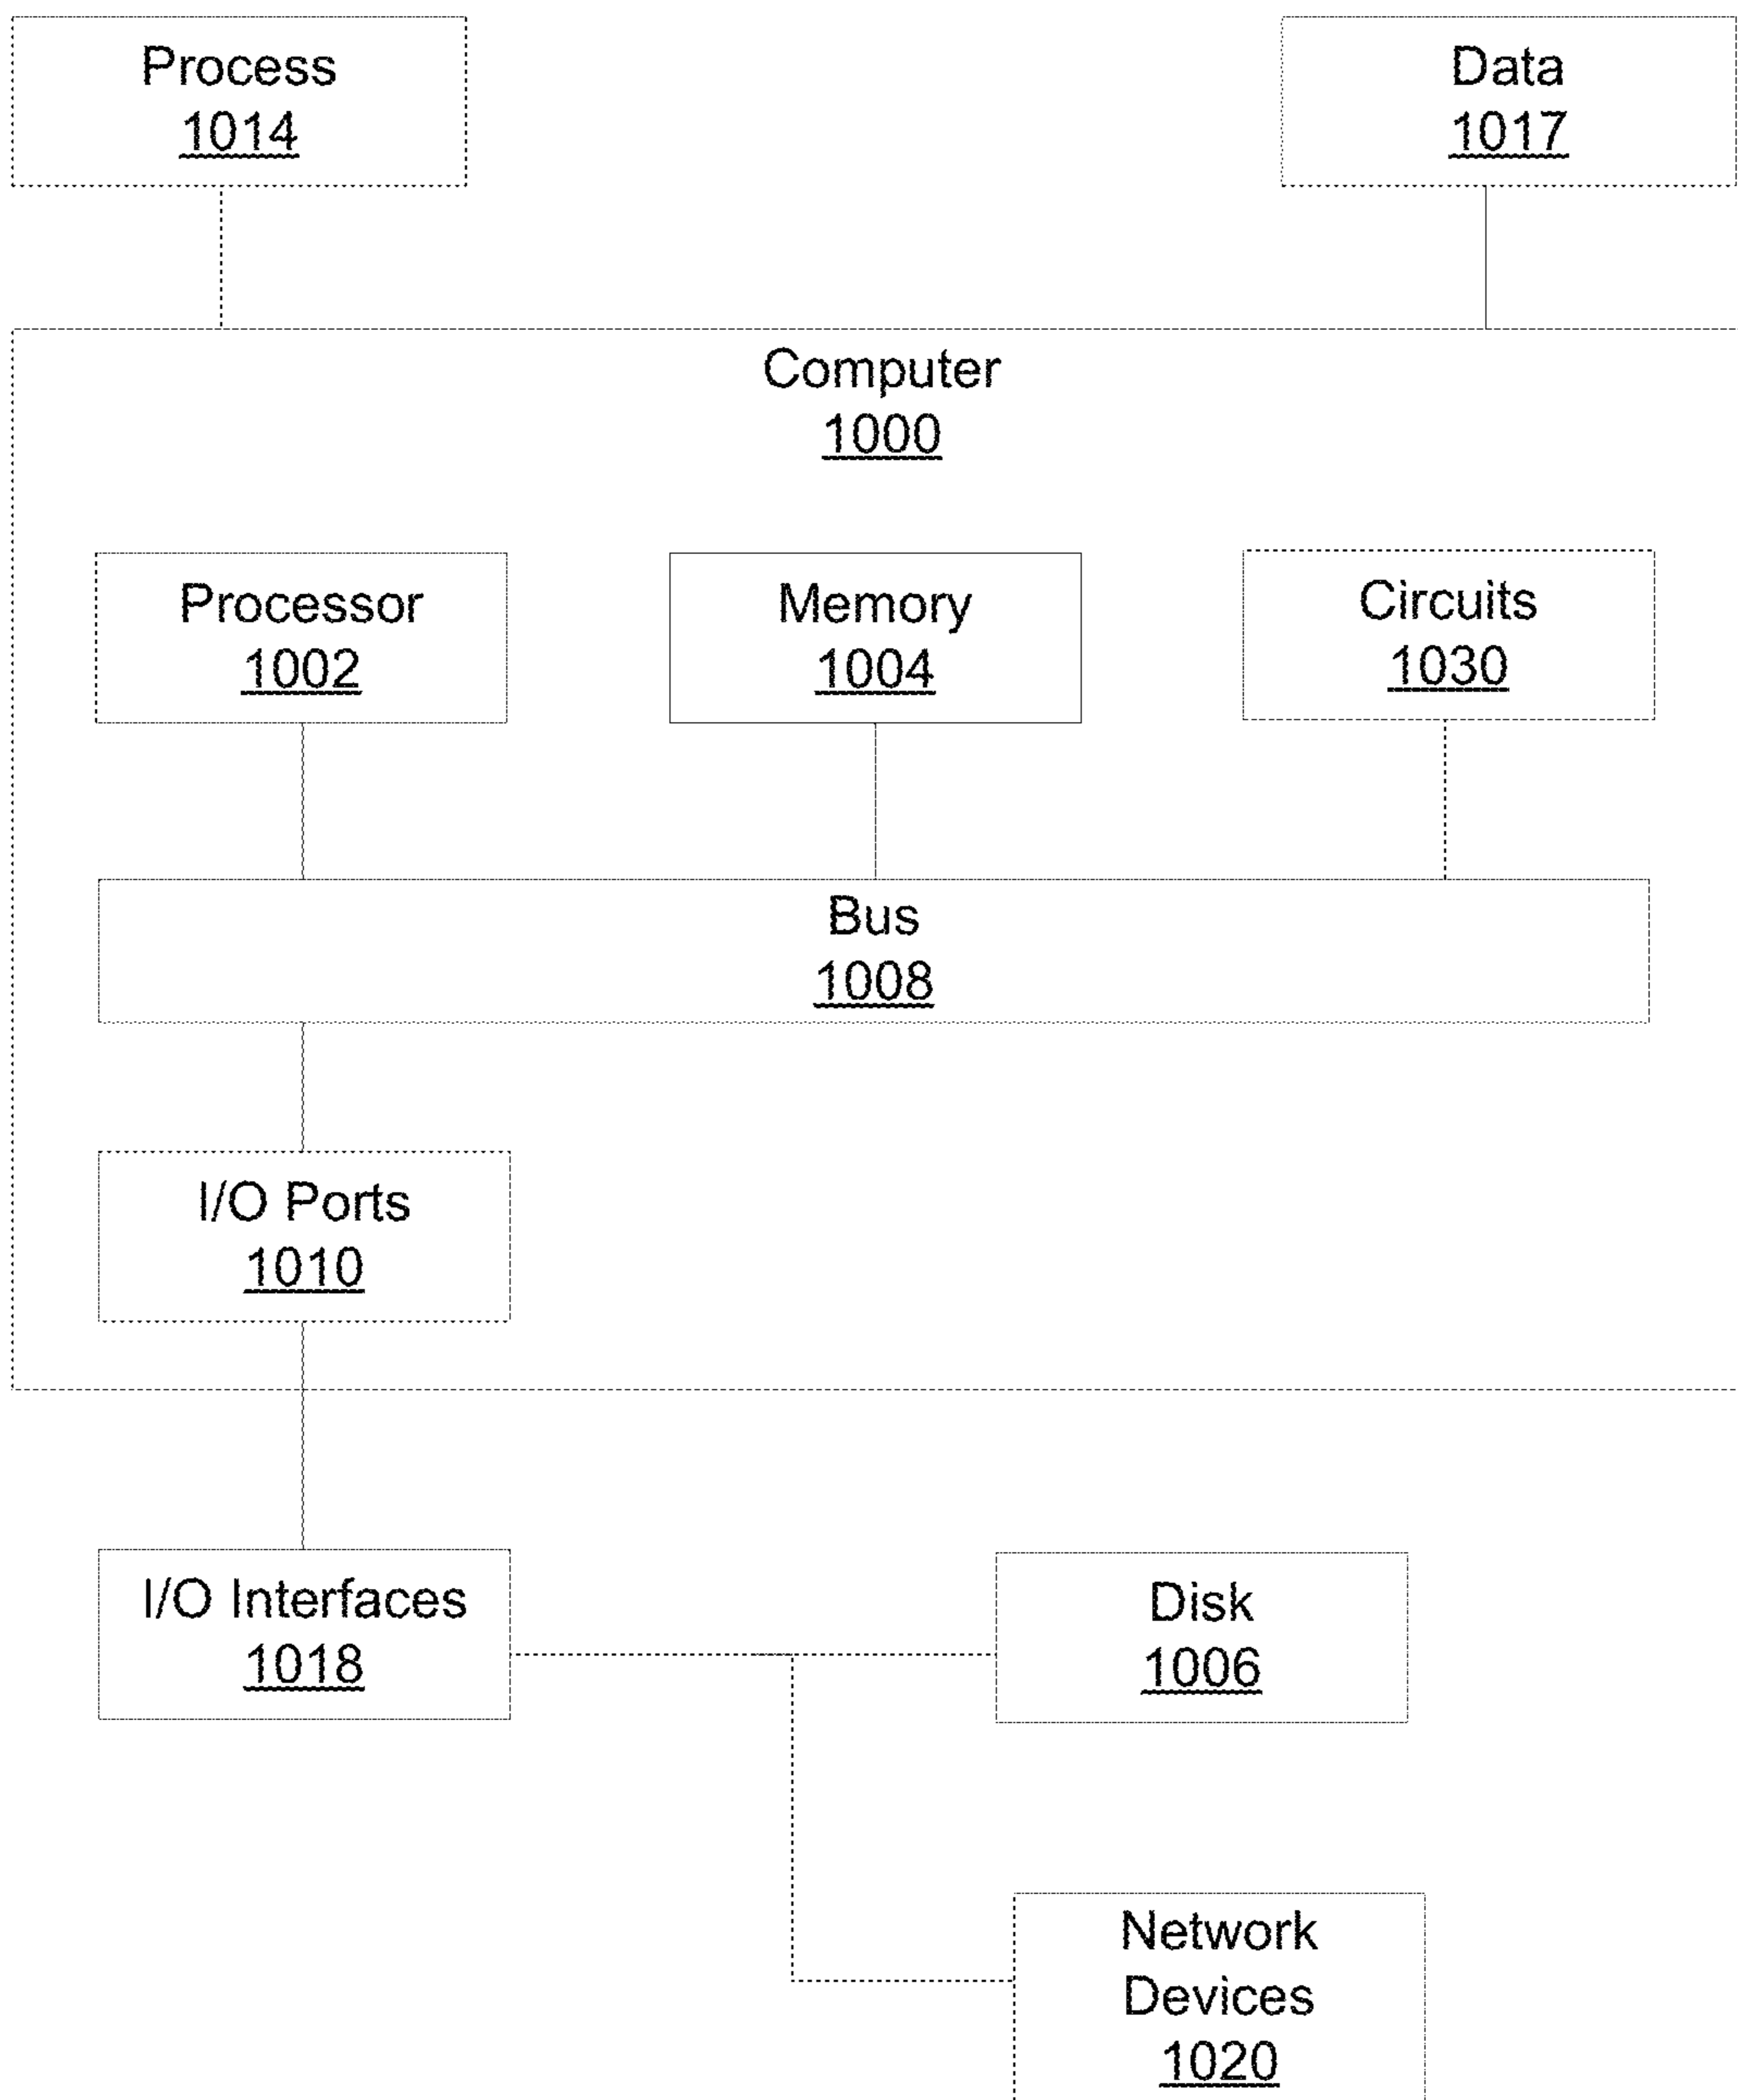 Process
1014
Data
1017
Computer
1000
Processor
1002
Memory
1004
Circuits
1030
Bus
1008
I/O Ports
1010
I/O Interfaces
1018
Disk
1006
Network
Devices
1020